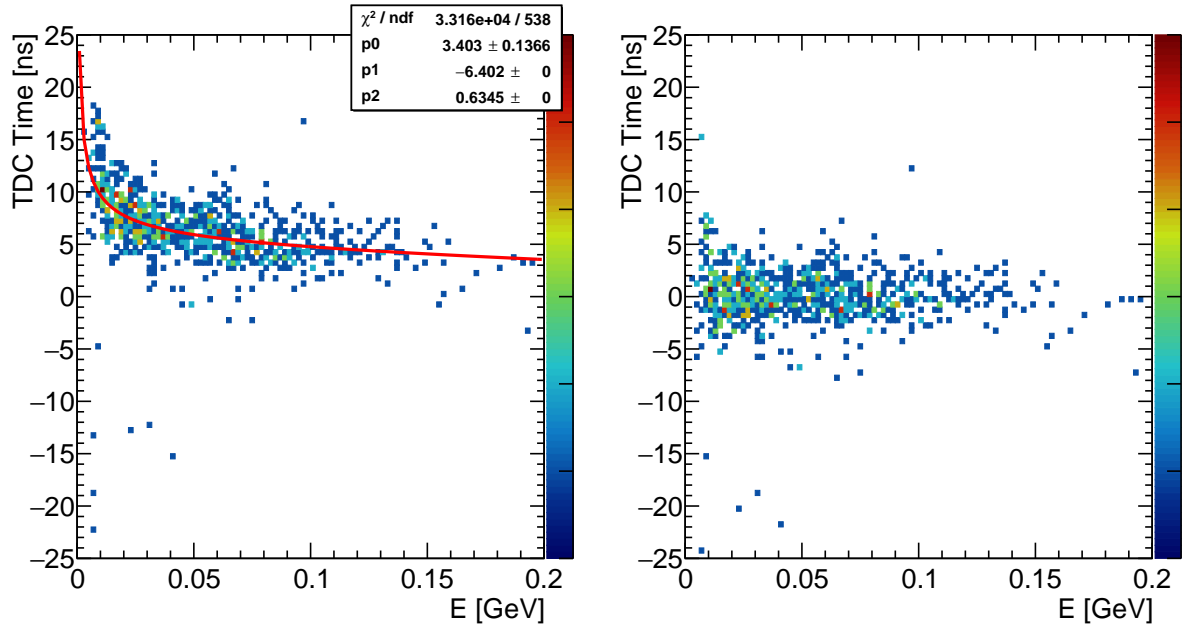 χ² / ndf 3.316e+04 / 538
p0 3.403 ± 0.1366
p1 −6.402 ± 0
p2 0.6345 ± 0
TDC Time [ns]
25
20
15
10
5
0
−5
−10
−15
−20
−25
0 0.05 0.1 0.15 0.2
E [GeV]
TDC Time [ns]
25
20
15
10
5
0
−5
−10
−15
−20
−25
0 0.05 0.1 0.15 0.2
E [GeV]